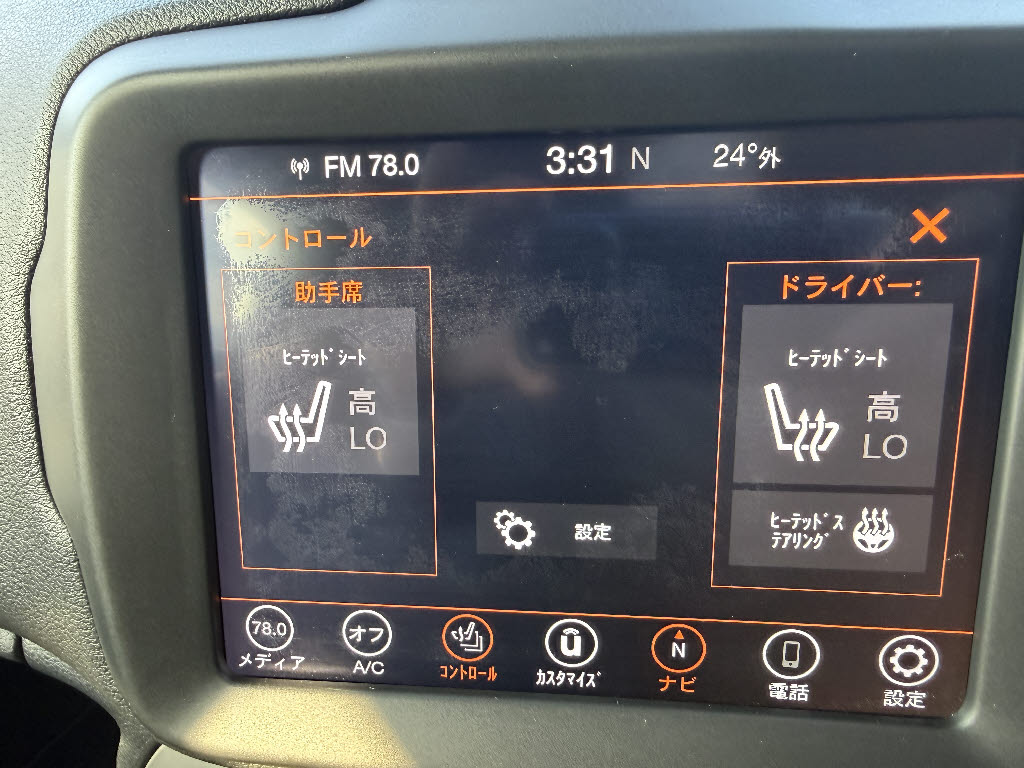 FM 78.0 3:31 N 24°外
コントロール
助手席
ﾋｰﾃｯﾄﾞｼｰﾄ
高
LO
ドライバー:
ﾋｰﾃｯﾄﾞｼｰﾄ
高
LO
設定
ﾋｰﾃｯﾄﾞｽ
ﾃｱﾘﾝｸﾞ
78.0
メディア
オフ
A/C
ｺﾝﾄﾛｰﾙ
ū
ｶｽﾀﾏｲｽﾞ
N
ナビ
電話
設定